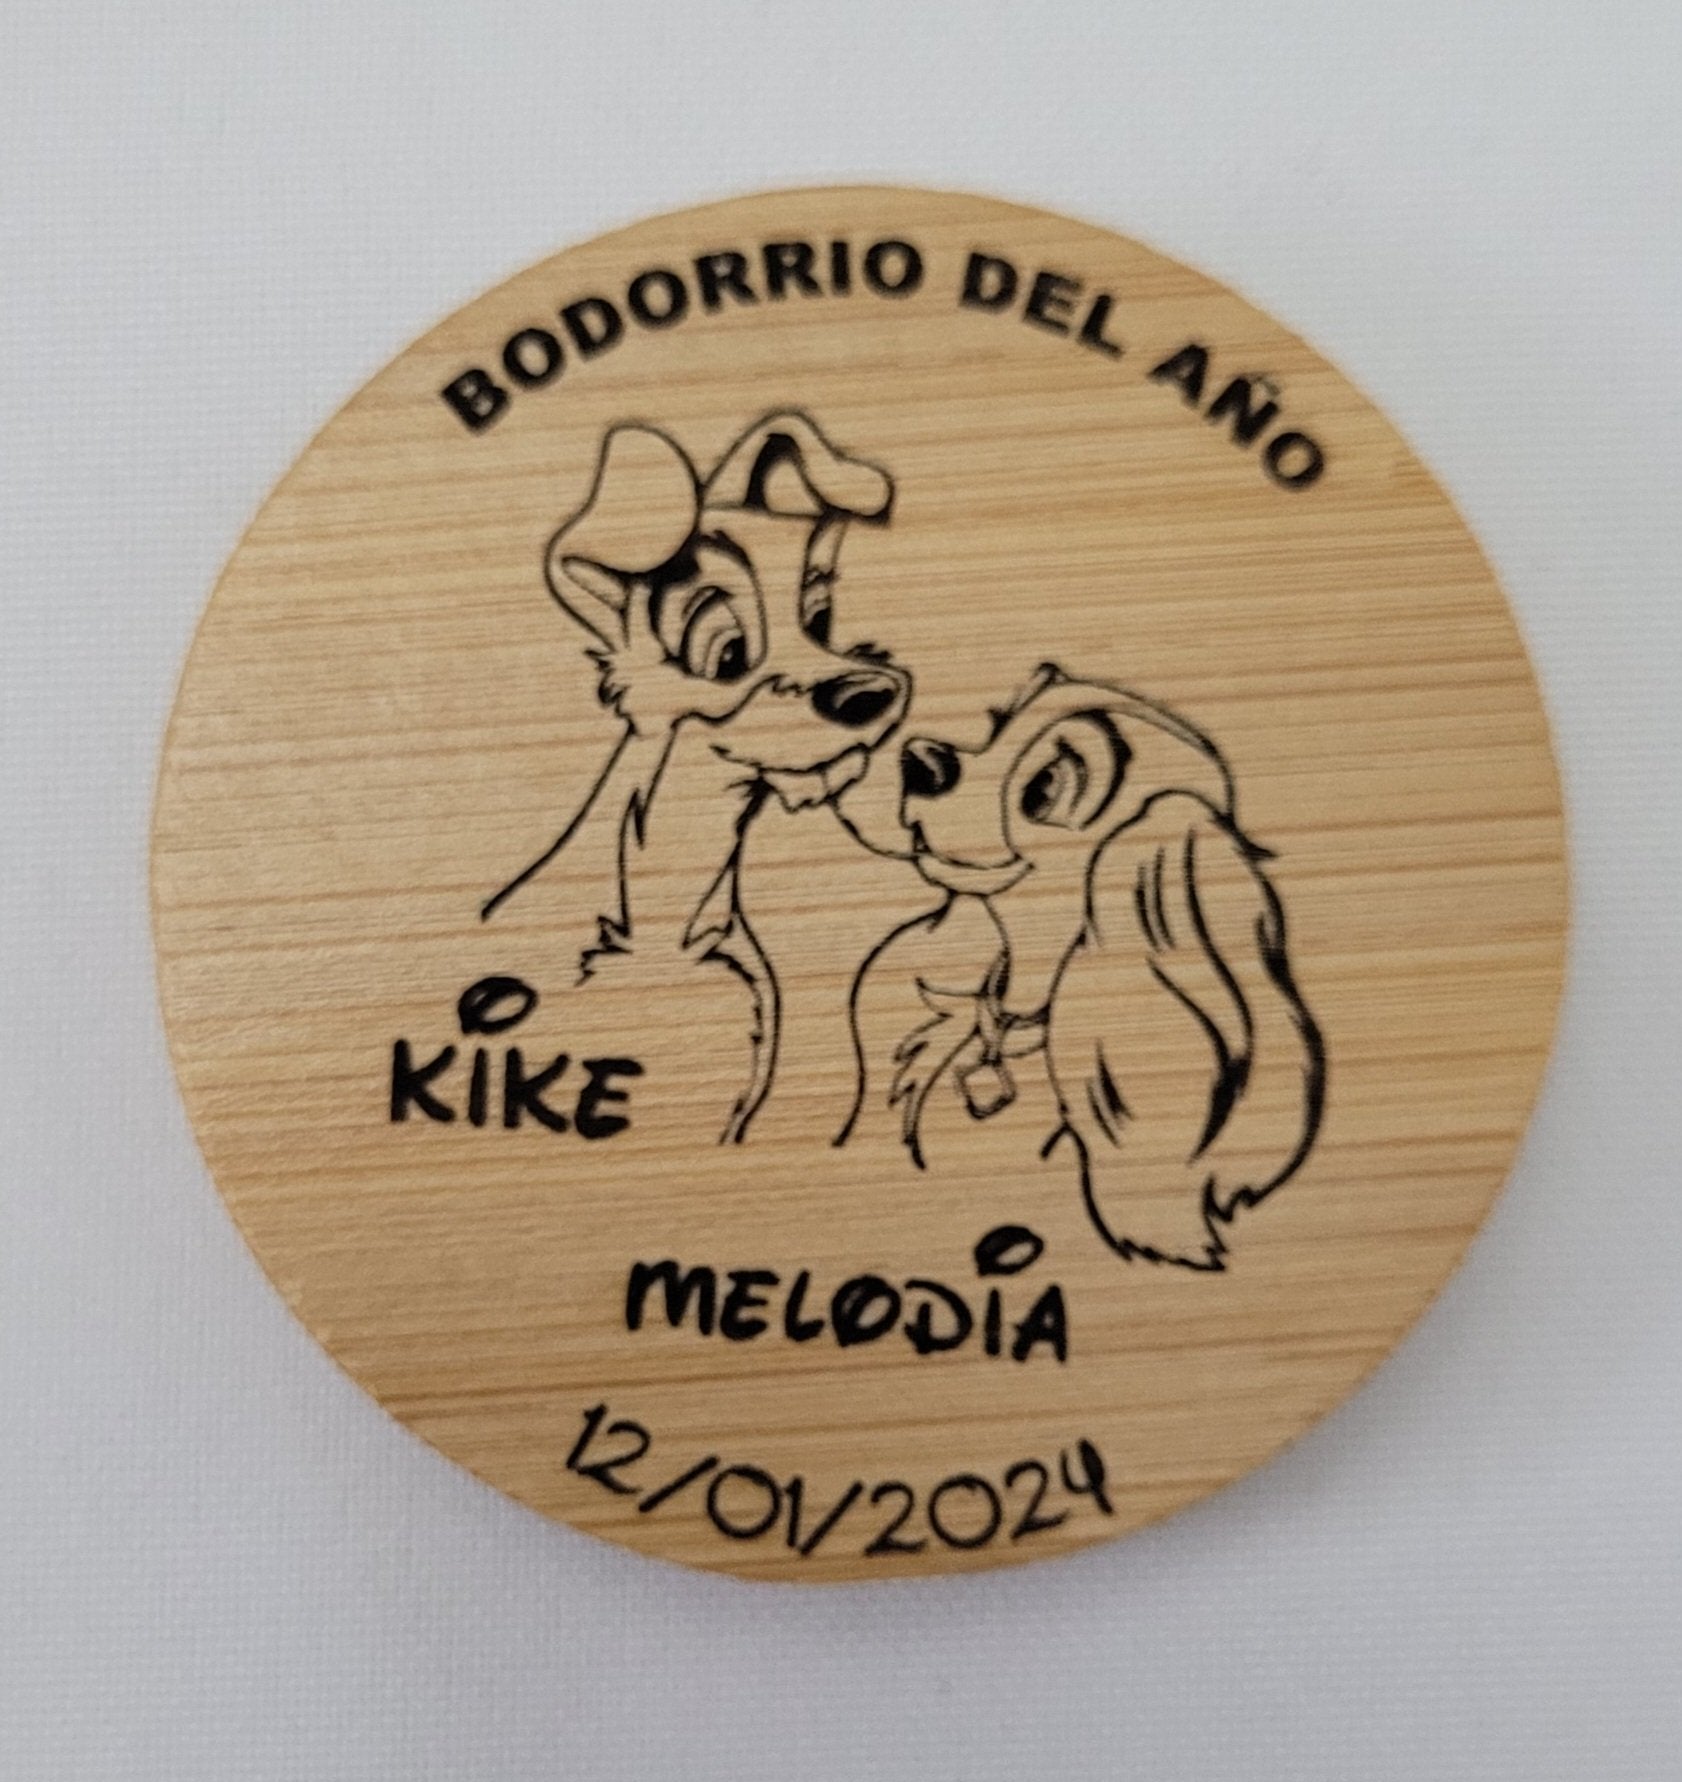 BODORRIO DEL AÑO
KIKE
MELODIA
12/01/2024